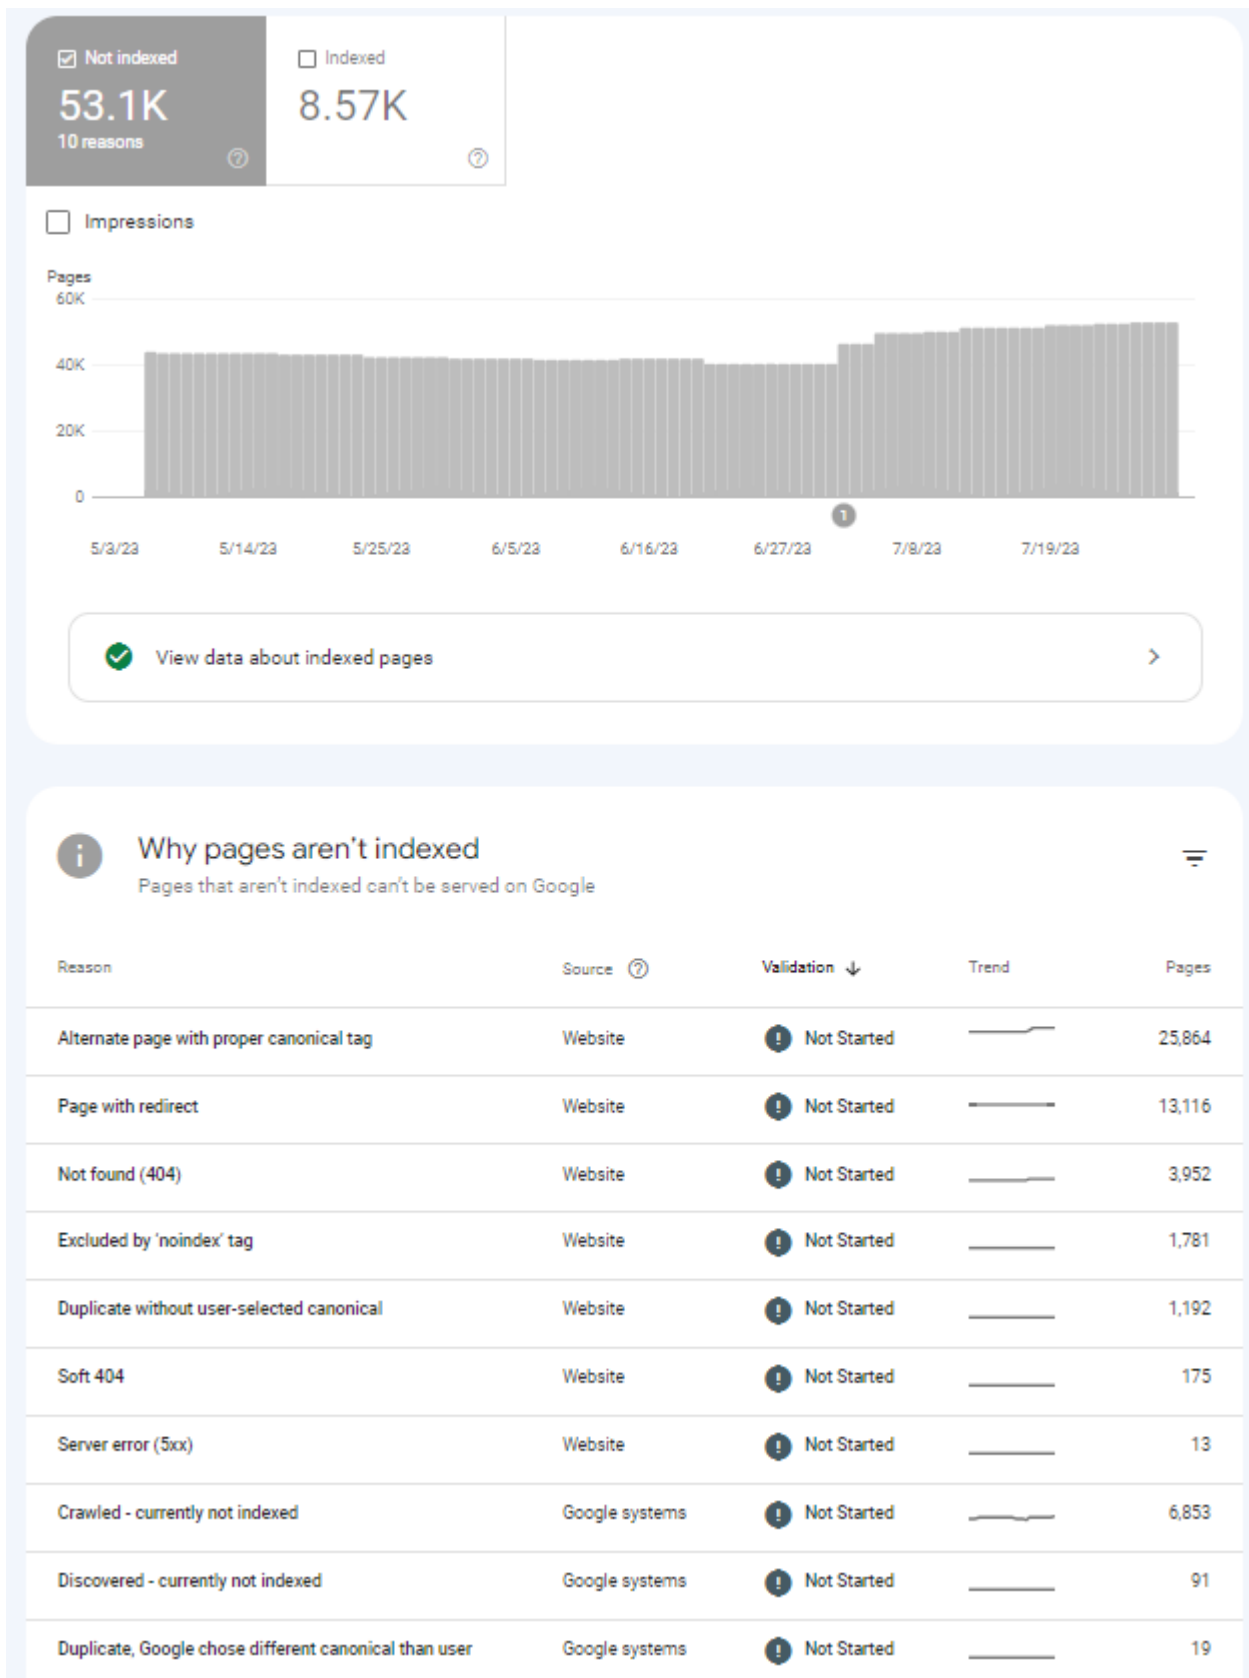 Not indexed
53.1K
10 reasons
Indexed
8.57K
Impressions
Pages
60K
40K
20K
0
1
5/3/23 5/14/23 5/25/23 6/5/23 6/16/23 6/27/23 7/8/23 7/19/23
View data about indexed pages
Why pages aren't indexed
Pages that aren't indexed can't be served on Google
Reason Source Validation Trend Pages
Alternate page with proper canonical tag Website Not Started 25,864
Page with redirect Website Not Started 13,116
Not found (404) Website Not Started 3,952
Excluded by ‘noindex’ tag Website Not Started 1,781
Duplicate without user-selected canonical Website Not Started 1,192
Soft 404 Website Not Started 175
Server error (5xx) Website Not Started 13
Crawled - currently not indexed Google systems Not Started 6,853
Discovered - currently not indexed Google systems Not Started 91
Duplicate, Google chose different canonical than user Google systems Not Started 19